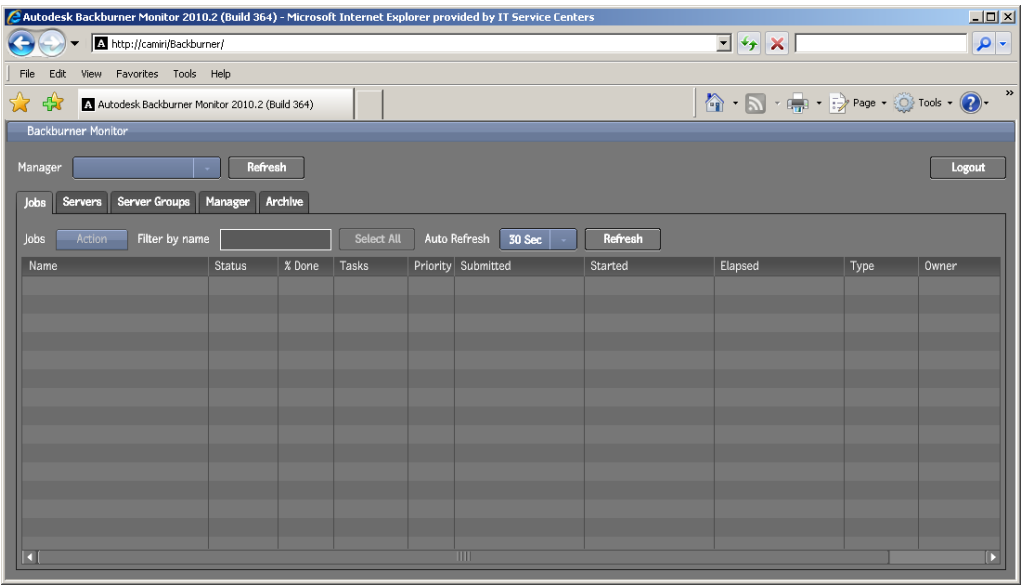 Autodesk Backburner Monitor 2010.2 (Build 364) - Microsoft Internet Explorer provided by IT Service Centers
http://camiri/Backburner/
File Edit View Favorites Tools Help
Autodesk Backburner Monitor 2010.2 (Build 364)
Page Tools
Backburner Monitor
Manager Refresh Logout
Jobs Servers Server Groups Manager Archive
Jobs Action Filter by name Select All Auto Refresh 30 Sec Refresh
Name Status % Done Tasks Priority Submitted Started Elapsed Type Owner